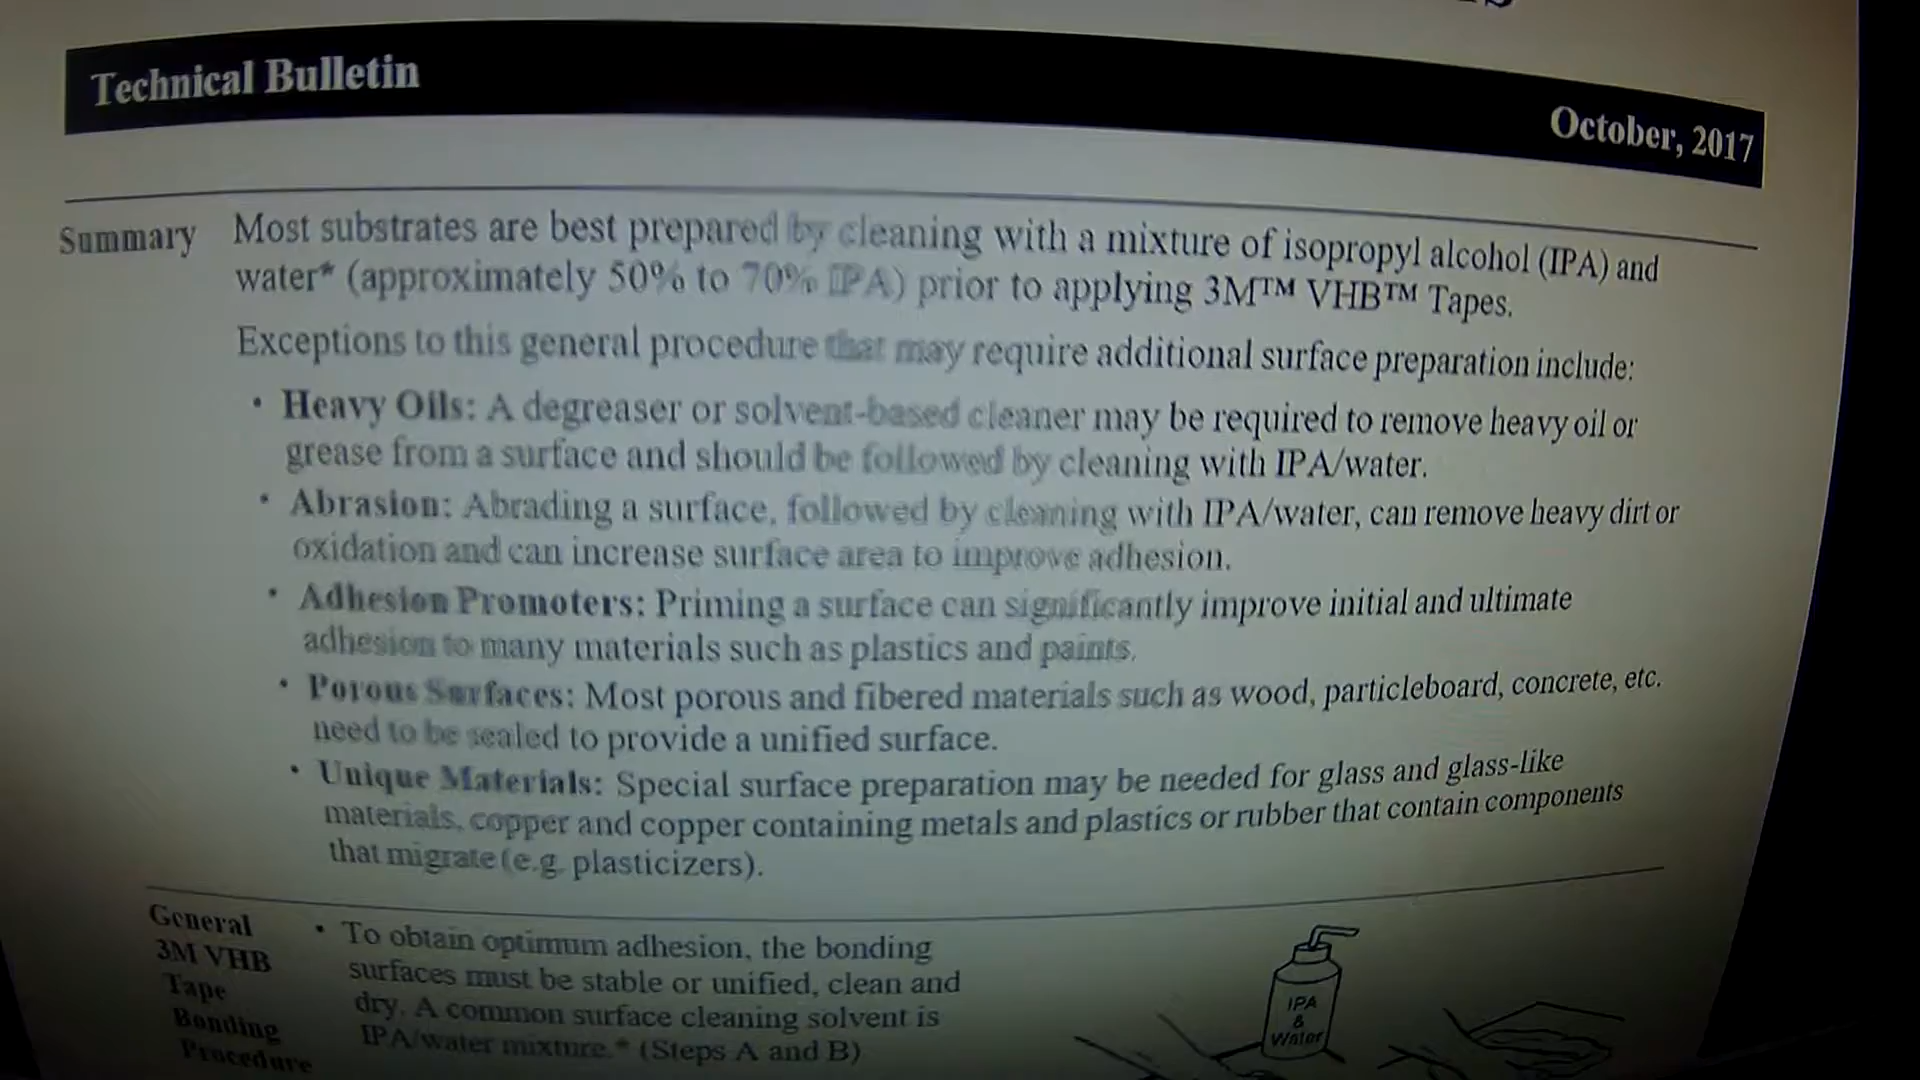 Technical Bulletin
October, 2017
Summary
Most substrates are best prepared by cleaning with a mixture of isopropyl alcohol (IPA) and
water* (approximately 50% to 70% IPA) prior to applying 3M™ VHB™ Tapes.
Exceptions to this general procedure that may require additional surface preparation include:
• Heavy Oils: A degreaser or solvent-based cleaner may be required to remove heavy oil or
grease from a surface and should be followed by cleaning with IPA/water.
• Abrasion: Abrading a surface, followed by cleaning with IPA/water, can remove heavy dirt or
oxidation and can increase surface area to improve adhesion.
• Adhesion Promoters: Priming a surface can significantly improve initial and ultimate
adhesion to many materials such as plastics and paints.
• Porous Surfaces: Most porous and fibered materials such as wood, particleboard, concrete, etc.
need to be sealed to provide a unified surface.
• Unique Materials: Special surface preparation may be needed for glass and glass-like
materials, copper and copper containing metals and plastics or rubber that contain components
that migrate (e.g. plasticizers).
General
3M VHB
Tape
Bonding
Procedure
• To obtain optimum adhesion, the bonding
surfaces must be stable or unified, clean and
dry. A common surface cleaning solvent is
IPA/water mixture.* (Steps A and B)
IPA
&
Water